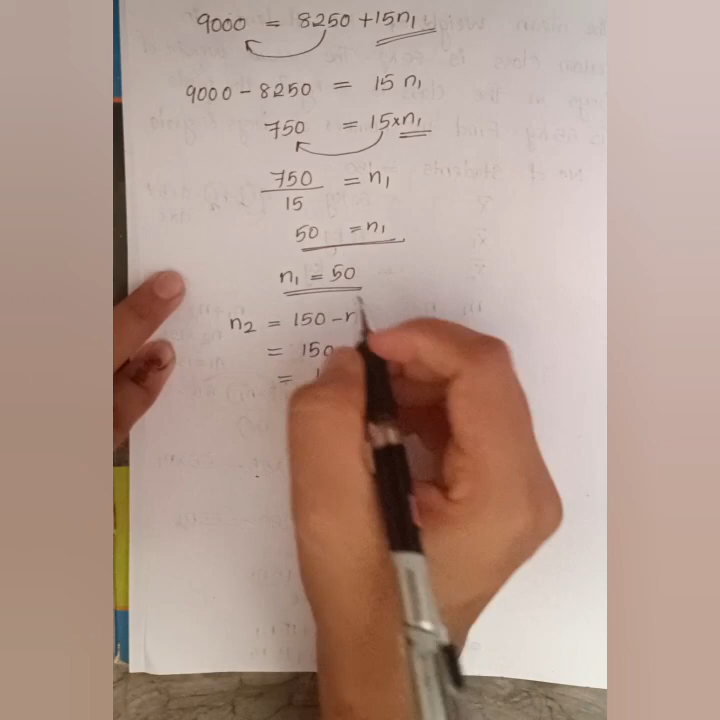 9000 = 8250 + 15n₁
9000 - 8250 = 15 n₁
750 = 15×n₁
750/15 = n₁
50 = n₁
n₁ = 50
n₂ = 150 - n
= 150
= 1